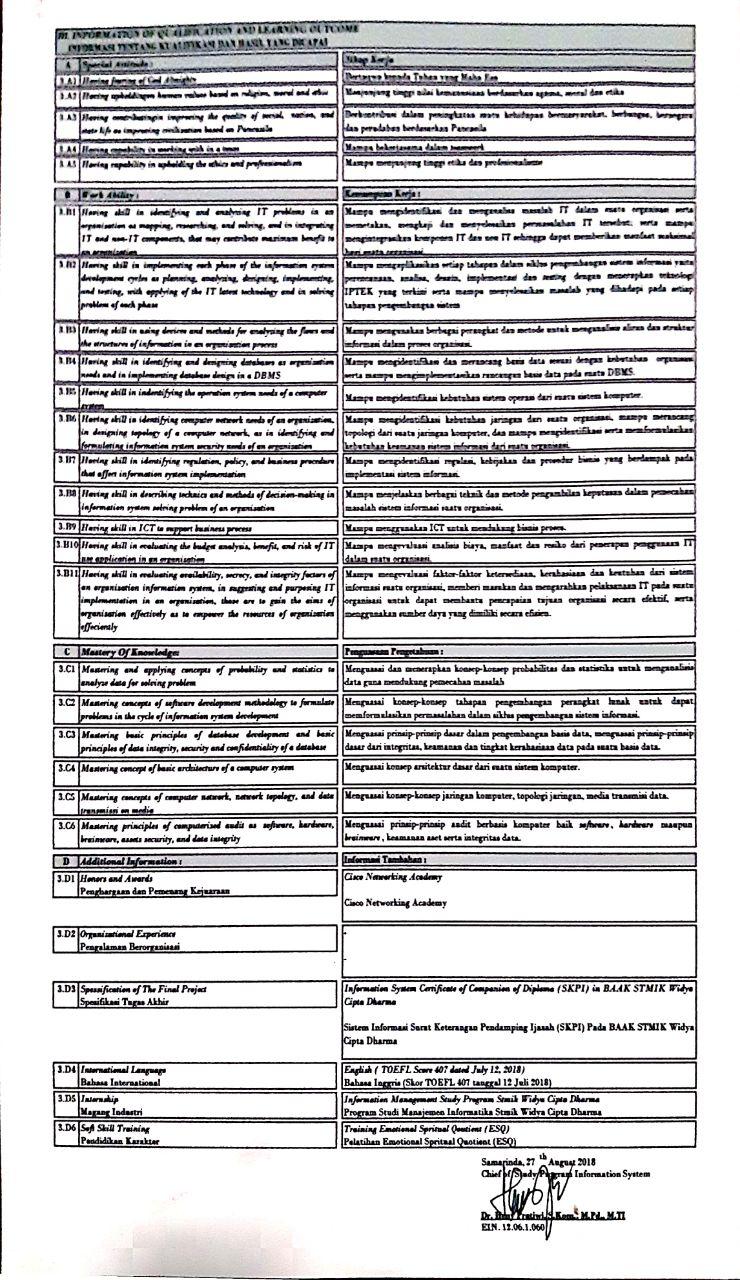 III. INFORMATION OF QUALIFICATION AND LEARNING OUTCOME
INFORMASI TENTANG KUALIFIKASI DAN HASIL YANG DICAPAI
A Special Attitude : Sikap Kerja
3.A1 Having fearing of God Almighty Bertaqwa kepada Tuhan yang Maha Esa
3.A2 Having upholdingon human values based on religion, moral and ethic Menjunjung tinggi nilai kemanusiaan berdasarkan agama, moral dan etika
3.A3 Having contributingin improving the quality of social, nation, and
state life as improving civilization based on Pancasila
Berkontribusi dalam peningkatan mutu kehidupan bermasyarakat, berbangsa, bernegara
dan peradaban berdasarkan Pancasila
3.A4 Having capability in working with in a team Mampu bekerjasama dalam teamwork
3.A5 Having capability in upholding the ethics and professionalism Mampu menjunjung tinggi etika dan profesionalisme
B Work Ability : Kemampuan Kerja :
3.B1 Having skill in identifying and analyzing IT problems in an
organization as mapping, researching, and solving, and in integrating
IT and non-IT components, that may contribute maximum benefit to
an organization
Mampu mengidentifikasi dan menganalisa masalah IT dalam suatu organisasi serta
memetakan, mengkaji dan menyelesaikan permasalahan IT tersebut, serta mampu
mengintegrasikan komponen IT dan non IT sehingga dapat memberikan manfaat maksimal
bagi suatu organisasi
3.B2 Having skill in implementing each phase of the information system
development cycles as planning, analyzing, designing, implementing,
and testing, with applying of the IT latest technology and in solving
problem of each phase
Mampu mengaplikasikan setiap tahapan dalam siklus pengembangan sistem informasi yaitu
perencanaan, analisa, desain, implementasi dan testing dengan menerapkan teknologi
IPTEK yang terkini serta mampu menyelesaikan masalah yang dihadapi pada setiap
tahapan pengembangan sistem
3.B3 Having skill in using devices and methods for analyzing the flows and
the structures of information in an organization process
Mampu mengunakan berbagai perangkat dan metode untuk menganalisis aliran dan struktur
informasi dalam proses organisasi.
3.B4 Having skill in identifying and designing databases as organization
needs and in implementing database design in a DBMS
Mampu mengidentifikasi dan merancang basis data sesuai dengan kebutuhan organisasi
serta mampu mengimplementasikan rancangan basis data pada suatu DBMS.
3.B5 Having skill in indentifying the operation system needs of a computer
system
Mampu mengidentifikasi kebutuhan sistem operasi dari suatu sistem komputer.
3.B6 Having skill in identifying computer network needs of an organization,
in designing topology of a computer network, as in identifying and
formulating information system security needs of an organization
Mampu mengidentifikasi kebutuhan jaringan dari suatu organisasi, mampu merancang
topologi dari suatu jaringan komputer, dan mampu mengidentifikasi serta memformulasikan
kebutuhan keamanan sistem informasi dari suatu organisasi.
3.B7 Having skill in identifying regulation, policy, and business procedure
that affect information system implementation
Mampu mengidentifikasi regulasi, kebijakan dan prosedur bisnis yang berdampak pada
implementasi sistem informasi.
3.B8 Having skill in describing technics and methods of decision-making in
information system solving problem of an organization
Mampu menjelaskan berbagai teknik dan metode pengambilan keputusan dalam pemecahan
masalah sistem informasi suatu organisasi.
3.B9 Having skill in ICT to support business process Mampu menggunakan ICT untuk mendukung bisnis proses.
3.B10 Having skill in evaluating the budget analysis, benefit, and risk of IT
use application in an organization
Mampu mengevaluasi analisis biaya, manfaat dan resiko dari penerapan penggunaan IT
dalam suatu organisasi.
3.B11 Having skill in evaluating availability, secrecy, and integrity factors of
an organization information system, in suggesting and purposing IT
implementation in an organization, those are to gain the aims of
organization effectively as to empower the resources of organization
effeciently
Mampu mengevaluasi faktor-faktor ketersediaan, kerahasiaan dan keutuhan dari sistem
informasi suatu organisasi, memberi masukan dan mengarahkan pelaksanaan IT pada suatu
organisasi untuk dapat membantu pencapaian tujuan organisasi secara efektif, serta
menggunakan sumber daya yang dimiliki secara efisien.
C Mastery Of Knowledge: Penguasaan Pengetahuan :
3.C1 Mastering and applying concepts of probability and statistics to
analyze data for solving problem
Menguasai dan menerapkan konsep-konsep probabilitas dan statistika untuk menganalisis
data guna mendukung pemecahan masalah
3.C2 Mastering concepts of software development methodology to formulate
problems in the cycle of information system development
Menguasai konsep-konsep tahapan pengembangan perangkat lunak untuk dapat
memformulasikan permasalahan dalam siklus pengembangan sistem informasi.
3.C3 Mastering basic principles of database development and basic
principles of data integrity, security and confidentiality of a database
Menguasai prinsip-prinsip dasar dalam pengembangan basis data, menguasai prinsip-prinsip
dasar dari integritas, keamanan dan tingkat kerahasiaan data pada suatu basis data.
3.C4 Mastering concept of basic architecture of a computer system Menguasai konsep arsitektur dasar dari suatu sistem komputer.
3.C5 Mastering concepts of computer network, network topology, and data
transmission media
Menguasai konsep-konsep jaringan komputer, topologi jaringan, media transmisi data.
3.C6 Mastering principles of computerized audit as software, hardware,
brainware, assets security, and data integrity
Menguasai prinsip-prinsip audit berbasis komputer baik software, hardware maupun
brainware, keamanan aset serta integritas data.
D Additional Information : Informasi Tambahan :
3.D1 Honors and Awards
Penghargaan dan Pemenang Kejuaraan
Cisco Networking Academy
Cisco Networking Academy
3.D2 Organizational Experience
Pengalaman Berorganisasi
-
-
3.D3 Spessification of The Final Project
Spesifikasi Tugas Akhir
Information System Certificate of Companion of Diploma (SKPI) in BAAK STMIK Widya
Cipta Dharma
Sistem Informasi Surat Keterangan Pendamping Ijasah (SKPI) Pada BAAK STMIK Widya
Cipta Dharma
3.D4 International Language
Bahasa International
English ( TOEFL Score 407 dated July 12, 2018)
Bahasa Inggris (Skor TOEFL 407 tanggal 12 Juli 2018)
3.D5 Internship
Magang Industri
Information Management Study Program Stmik Widya Cipta Dharma
Program Studi Manajemen Informatika Stmik Widya Cipta Dharma
3.D6 Soft Skill Training
Pendidikan Karakter
Training Emotional Spritual Quotient (ESQ)
Pelatihan Emotional Spritual Quotient (ESQ)
Samarinda, 27 th August 2018
Chief of Study Program Information System
Dr. Pratiwi, S.Kom., M.Pd., M.TI
EIN. 12.06.1.060